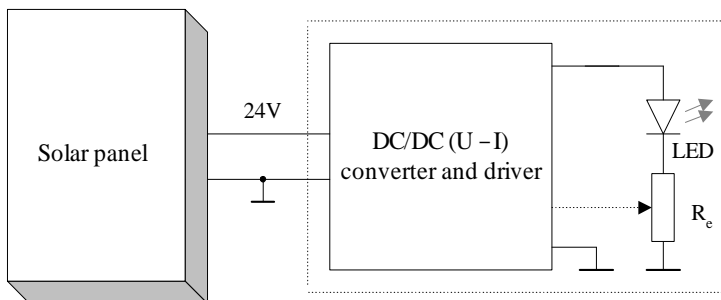 Solar panel
24V
DC/DC (U – I)
converter and driver
LED
Re